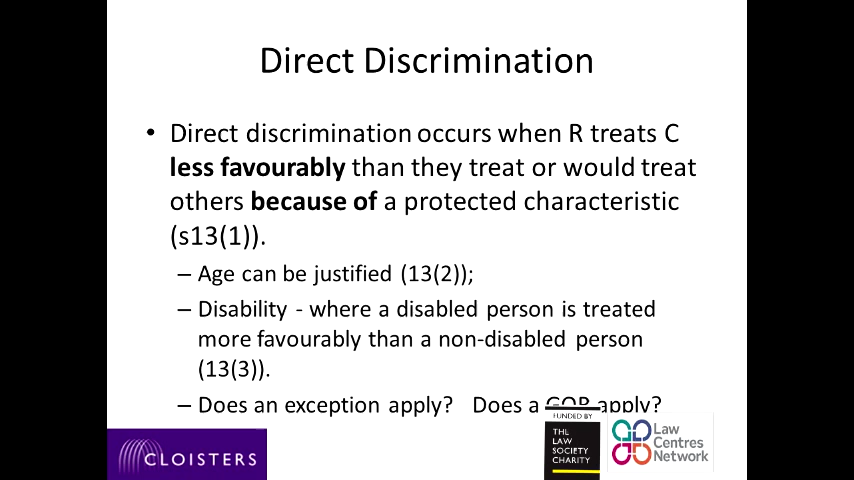 Direct Discrimination
• Direct discrimination occurs when R treats C
less favourably than they treat or would treat
others because of a protected characteristic
(s13(1)).
– Age can be justified (13(2));
– Disability - where a disabled person is treated
more favourably than a non-disabled person
(13(3)).
– Does an exception apply? Does a GOR apply?
CLOISTERS
FUNDED BY
THE
LAW
SOCIETY
CHARITY
Law
Centres
Network